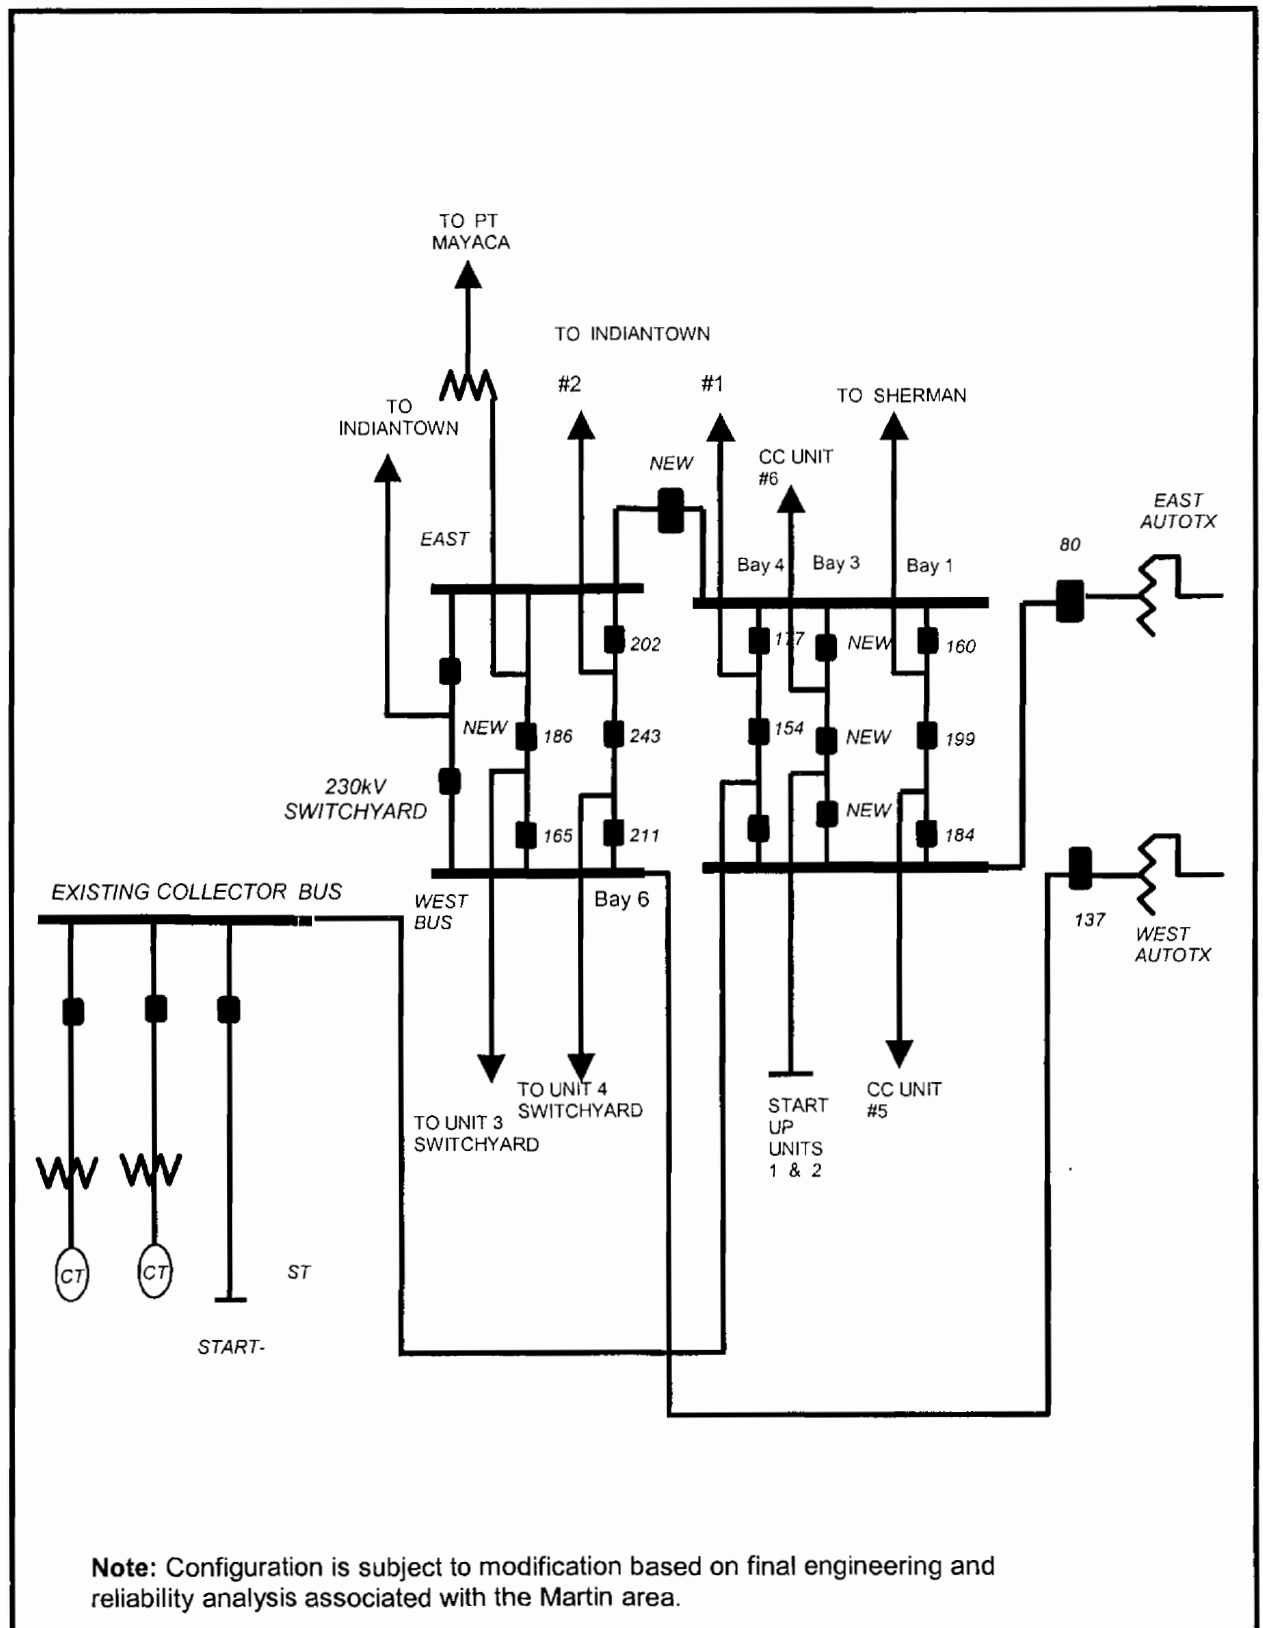 TO PT
MAYACA
TO INDIANTOWN
#2
#1
TO SHERMAN
TO
INDIANTOWN
NEW
CC UNIT
#6
EAST
AUTOTX
EAST
80
Bay 4
Bay 3
Bay 1
202
177
NEW
160
NEW
186
243
154
NEW
199
230kV
SWITCHYARD
165
211
NEW
184
EXISTING COLLECTOR BUS
WEST
BUS
Bay 6
137
WEST
AUTOTX
TO UNIT 4
SWITCHYARD
TO UNIT 3
SWITCHYARD
START
UP
UNITS
1 & 2
CC UNIT
#5
CT
CT
ST
START-
Note: Configuration is subject to modification based on final engineering and
reliability analysis associated with the Martin area.